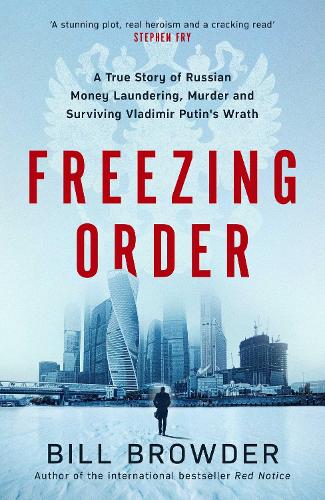 ‘A stunning plot, real heroism and a cracking read’
STEPHEN FRY
A True Story of Russian
Money Laundering, Murder and
Surviving Vladimir Putin's Wrath
FREEZING
ORDER
BILL BROWDER
Author of the international bestseller Red Notice